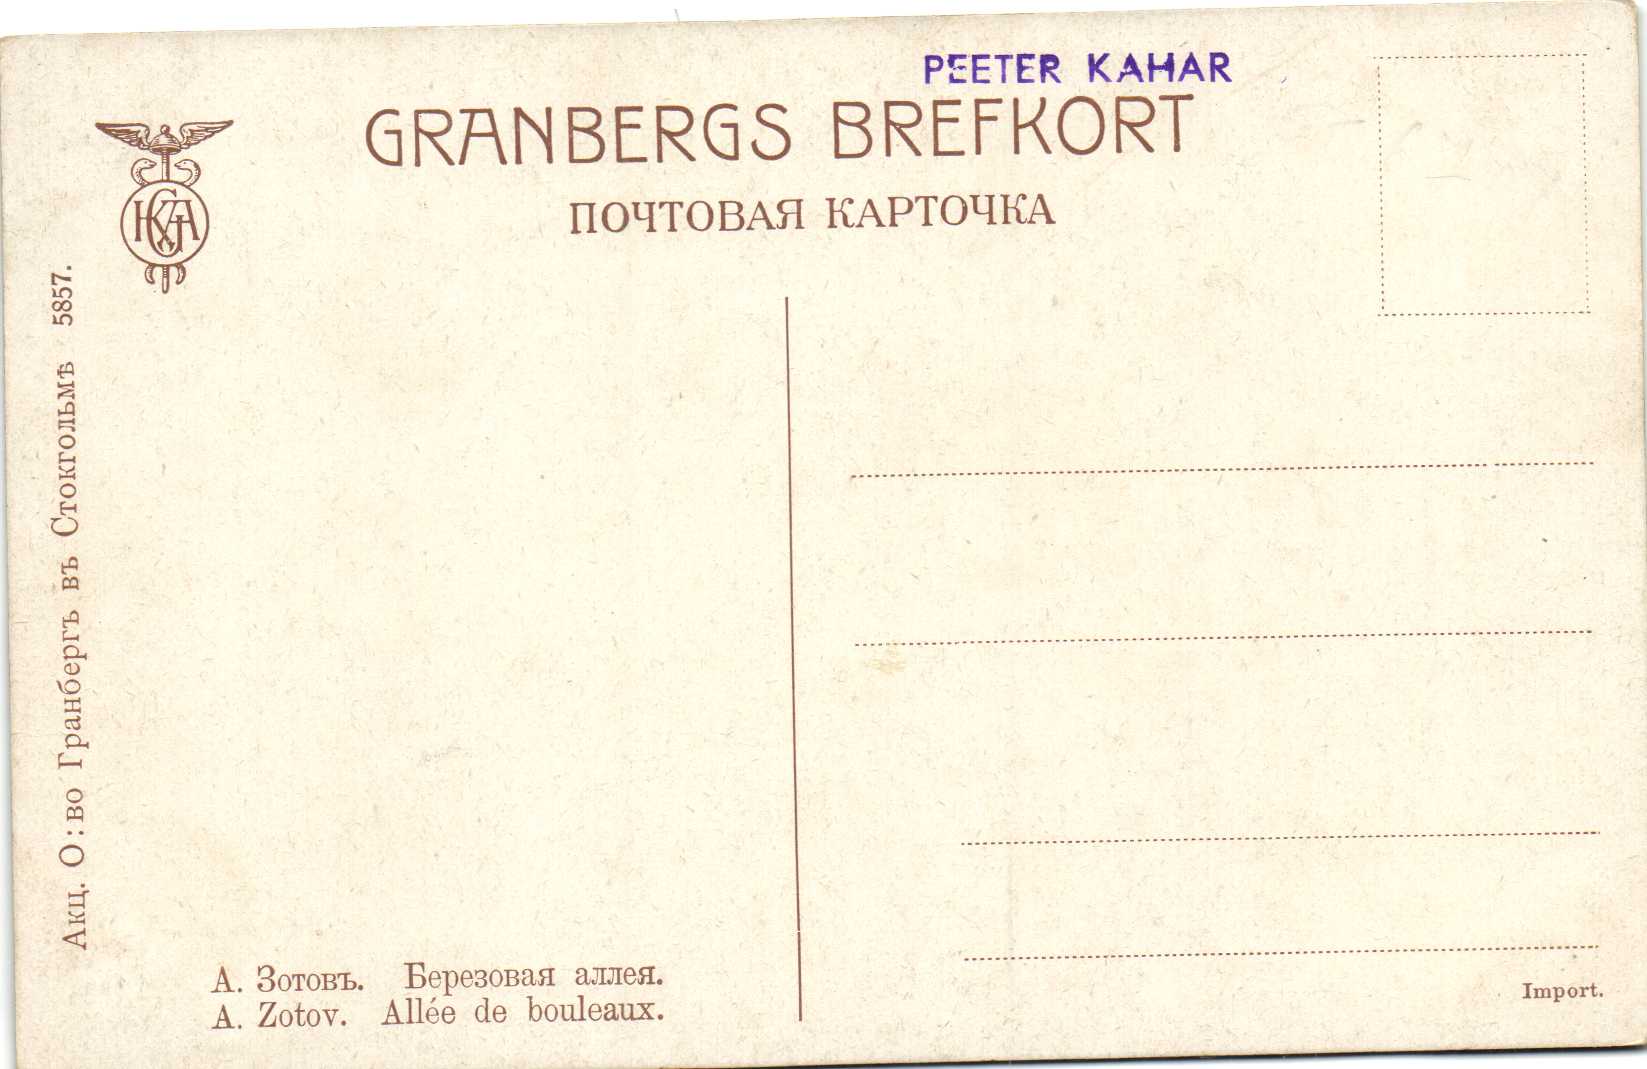 PEETER KAHAR
GRANBERGS BREFKORT
ПОЧТОВАЯ КАРТОЧКА
Акц. О:во Гранбергъ въ Стокгольмѣ 5857.
А. Зотовъ. Березовая аллея.
A. Zotov. Allée de bouleaux.
Import.